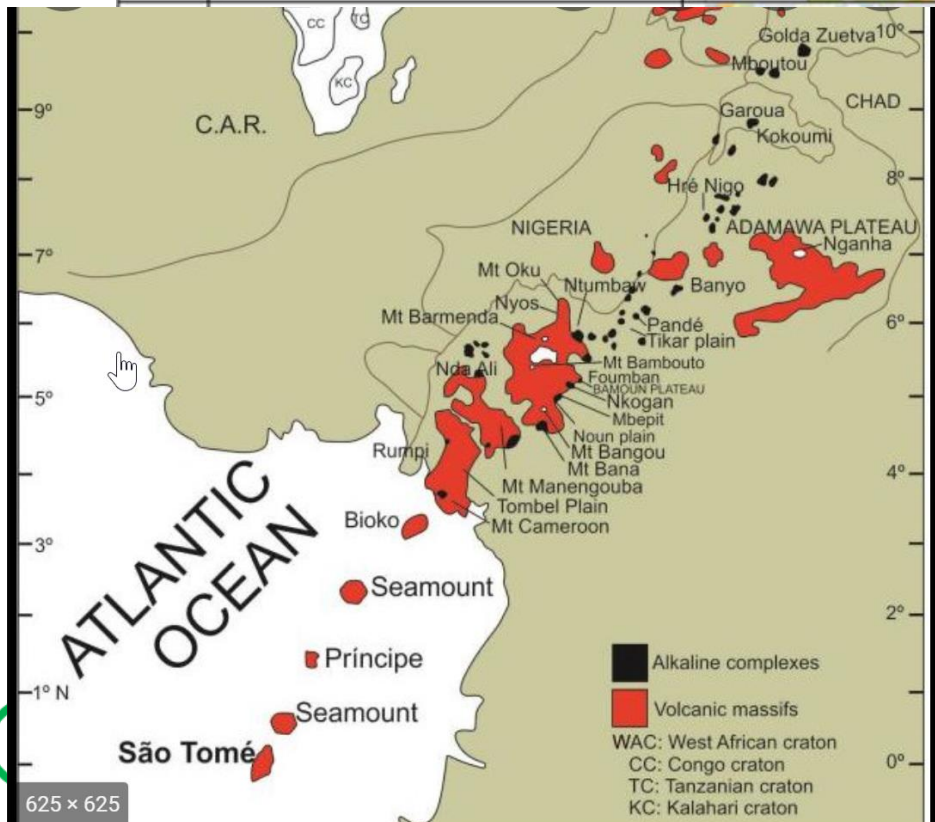 CC
TC
KC
C.A.R.
Golda Zuetva
10°
Mboutou
9°
CHAD
Garoua
Kokoumi
8°
Hré Nigo
NIGERIA
ADAMAWA PLATEAU
7°
Nganha
Mt Oku
Ntumbaw
Banyo
Nyos
Mt Barmenda
6°
Pandé
Tikar plain
Mt Bambouto
Nda Ali
Foumban
BAMOUN PLATEAU
5°
Nkogan
Mbepit
Noun plain
Rumpi
Mt Bangou
Mt Bana
4°
Mt Manengouba
Tombel Plain
Bioko
Mt Cameroon
3°
ATLANTIC
OCEAN
Seamount
2°
Príncipe
Alkaline complexes
1° N
Seamount
Volcanic massifs
WAC: West African craton
São Tomé
CC: Congo craton
0°
TC: Tanzanian craton
KC: Kalahari craton
625 × 625